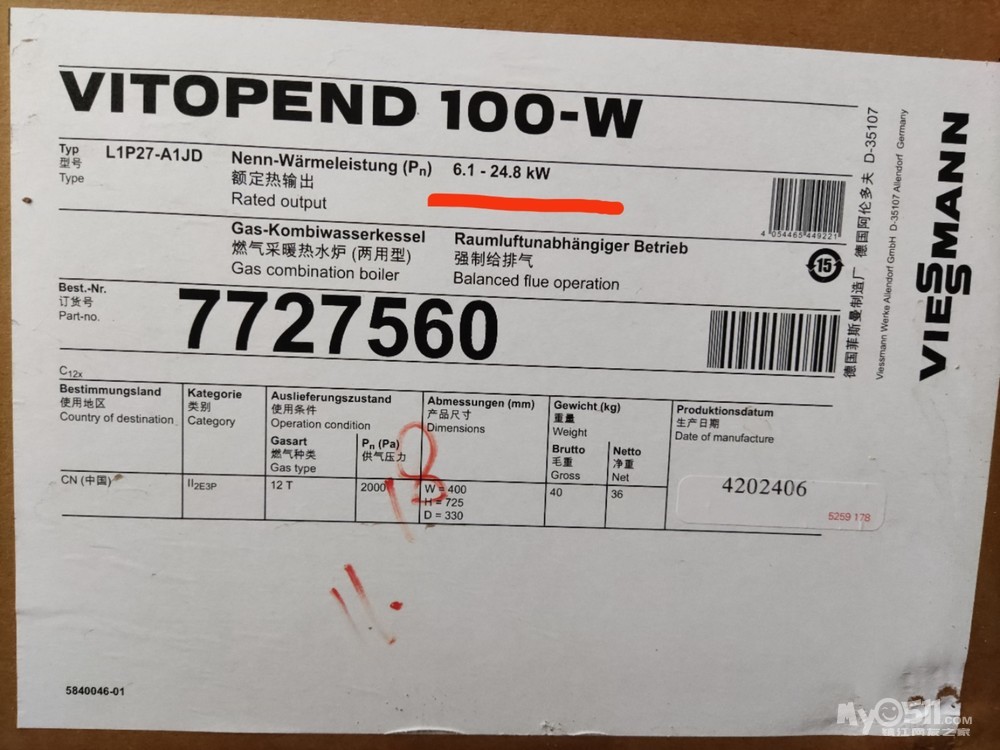 VITOPEND 100-W
Typ
型号
Type
L1P27-A1JD
Nenn-Wärmeleistung (Pn)
额定热输出
Rated output
6.1 - 24.8 kW
4 054465 449221
Gas-Kombiwasserkessel
燃气采暖热水炉 (两用型)
Gas combination boiler
Raumluftunabhängiger Betrieb
强制给排气
Balanced flue operation
15
Best.-Nr.
订货号
Part-no.
7727560
C12x
Bestimmungsland
使用地区
Country of destination
Kategorie
类别
Category
Auslieferungszustand
使用条件
Operation condition
Gasart
燃气种类
Gas type
Pn (Pa)
供气压力
Abmessungen (mm)
产品尺寸
Dimensions
Gewicht (kg)
重量
Weight
Brutto
毛重
Gross
Netto
净重
Net
Produktionsdatum
生产日期
Date of manufacture
CN (中国)
II2E3P
12 T
2000
W = 400
H = 725
D = 330
40
36
4202406
5259 178
德国菲斯曼制造厂 德国阿伦多夫 D-35107
Viessmann Werke Allendorf GmbH D-35107 Allendorf Germany
VIESSMANN
11.
18
5840046-01
My0511.COM
镇江网友之家